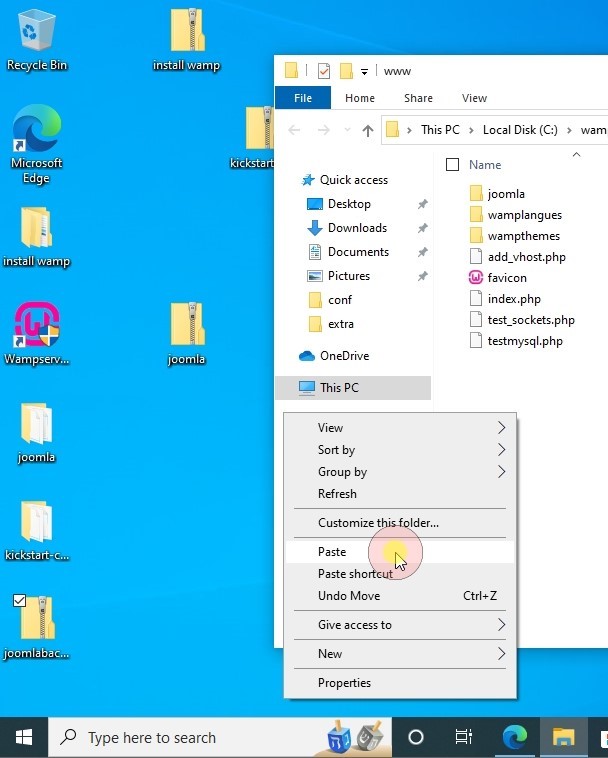 Recycle Bin
install wamp
Microsoft
Edge
kickstart
install wamp
Wampserv...
joomla
joomla
kickstart-c...
joomlabac...
www
File Home Share View
This PC Local Disk (C:) wam
Quick access
Desktop
Downloads
Documents
Pictures
conf
extra
OneDrive
This PC
Name
joomla
wamplangues
wampthemes
add_vhost.php
favicon
index.php
test_sockets.php
testmysql.php
View
Sort by
Group by
Refresh
Customize this folder...
Paste
Paste shortcut
Undo Move Ctrl+Z
Give access to
New
Properties
Type here to search